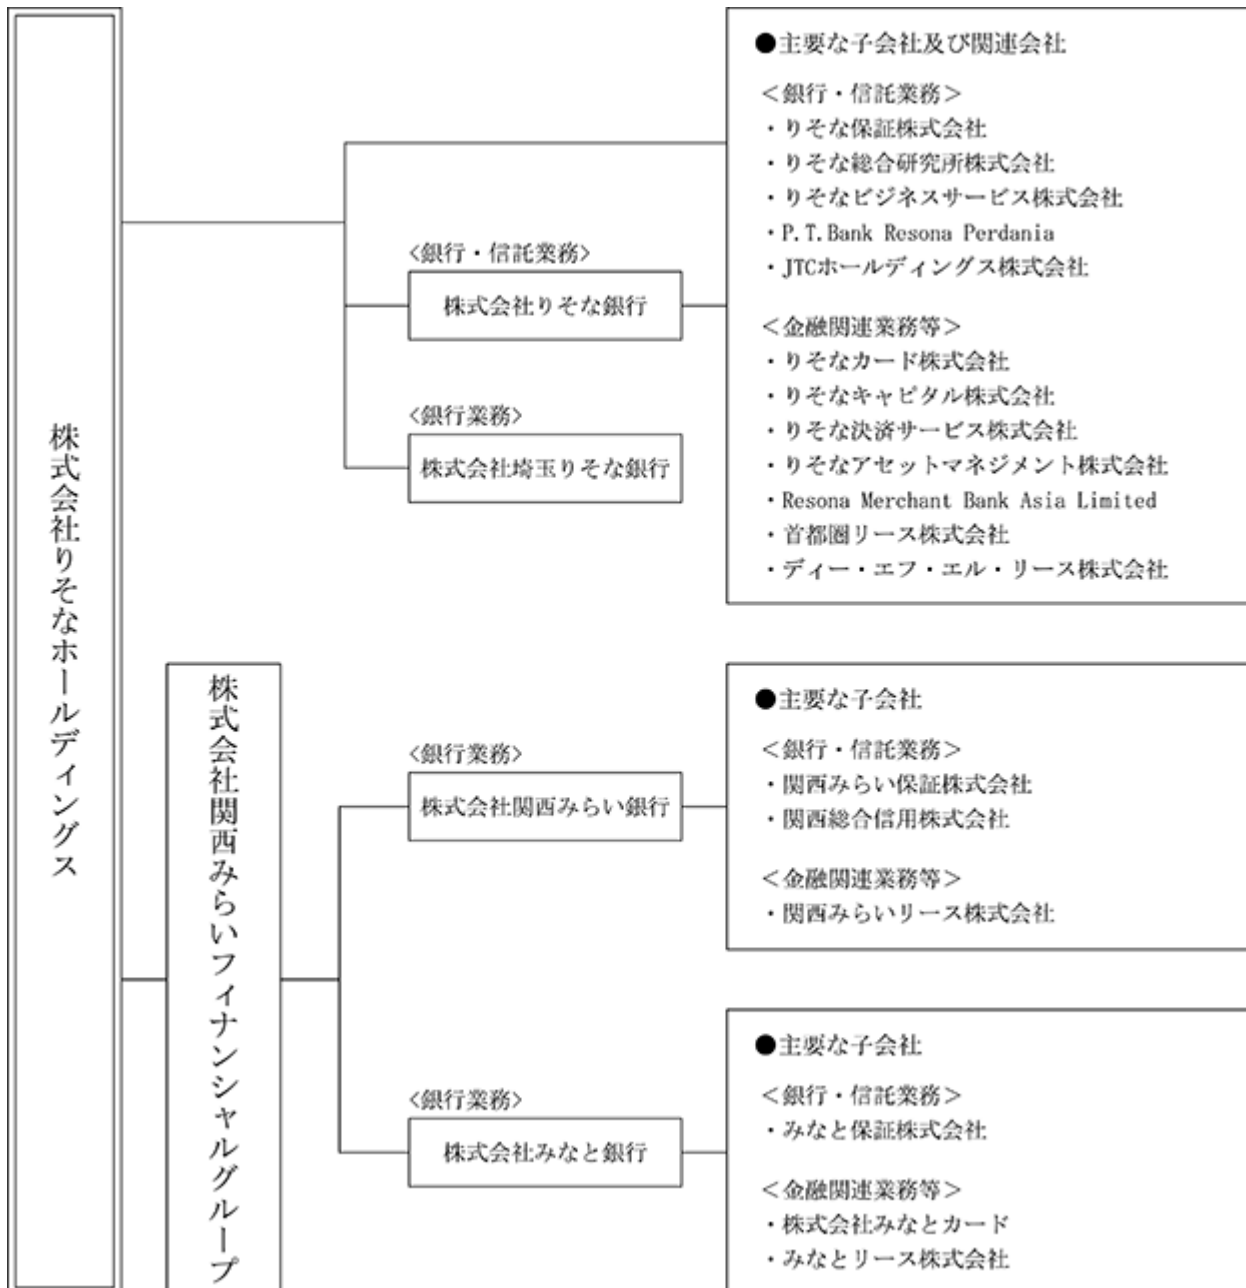 株式会社りそなホールディングス
●主要な子会社及び関連会社
<銀行・信託業務>
・りそな保証株式会社
・りそな総合研究所株式会社
・りそなビジネスサービス株式会社
・P.T.Bank Resona Perdania
・JTCホールディングス株式会社
<金融関連業務等>
・りそなカード株式会社
・りそなキャピタル株式会社
・りそな決済サービス株式会社
・りそなアセットマネジメント株式会社
・Resona Merchant Bank Asia Limited
・首都圏リース株式会社
・ディー・エフ・エル・リース株式会社
<銀行・信託業務>
株式会社りそな銀行
<銀行業務>
株式会社埼玉りそな銀行
株式会社関西みらいフィナンシャルグループ
<銀行業務>
株式会社関西みらい銀行
●主要な子会社
<銀行・信託業務>
・関西みらい保証株式会社
・関西総合信用株式会社
<金融関連業務等>
・関西みらいリース株式会社
<銀行業務>
株式会社みなと銀行
●主要な子会社
<銀行・信託業務>
・みなと保証株式会社
<金融関連業務等>
・株式会社みなとカード
・みなとリース株式会社